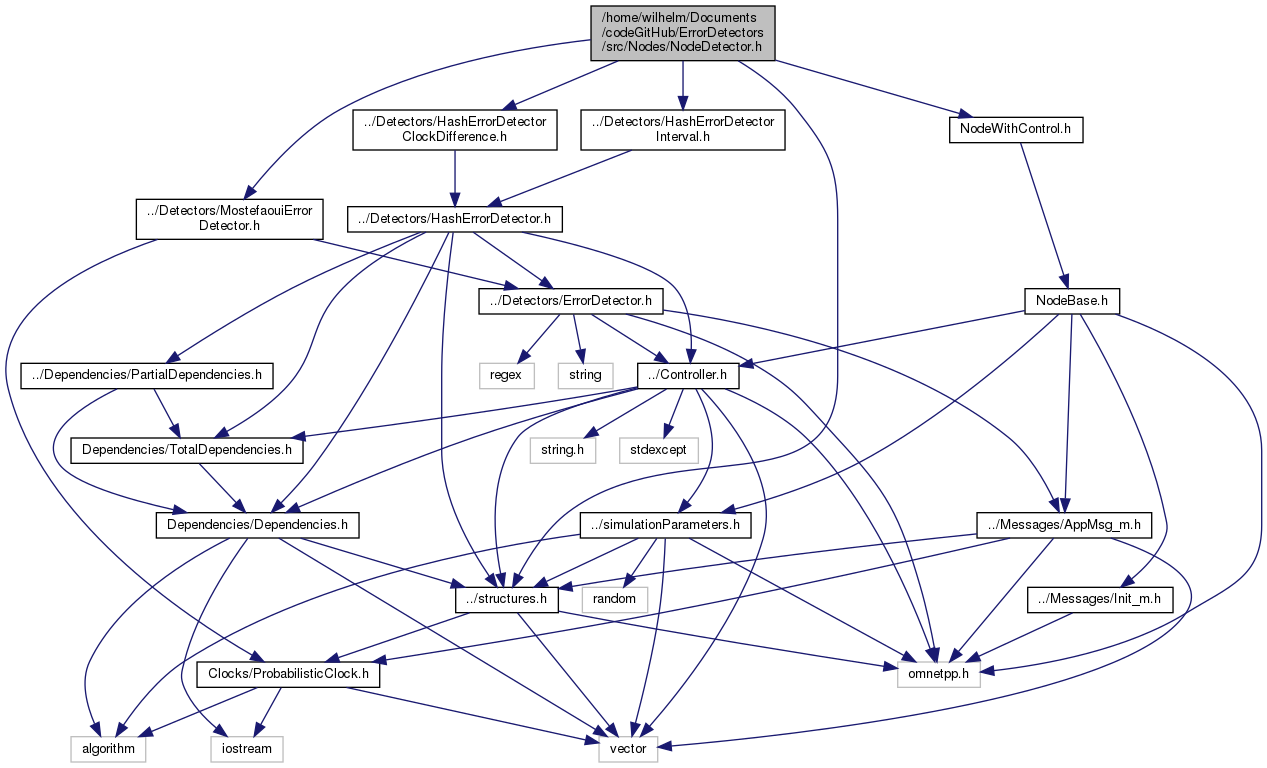 /home/wilhelm/Documents
/codeGitHub/ErrorDetectors
/src/Nodes/NodeDetector.h
../Detectors/HashErrorDetector
ClockDifference.h
../Detectors/HashErrorDetector
Interval.h
NodeWithControl.h
../Detectors/MostefaouiError
Detector.h
../Detectors/HashErrorDetector.h
../Detectors/ErrorDetector.h
NodeBase.h
../Dependencies/PartialDependencies.h
regex
string
../Controller.h
Dependencies/TotalDependencies.h
string.h
stdexcept
Dependencies/Dependencies.h
../simulationParameters.h
../Messages/AppMsg_m.h
../structures.h
random
../Messages/Init_m.h
Clocks/ProbabilisticClock.h
omnetpp.h
algorithm
iostream
vector